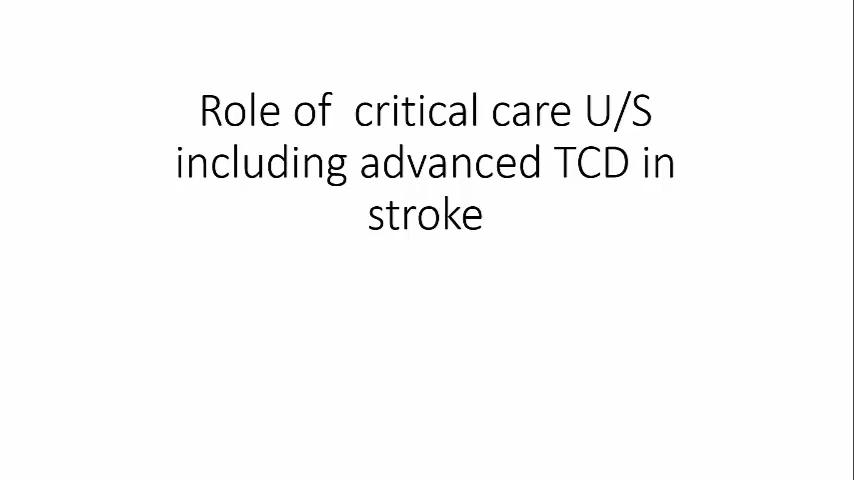 Role of  critical care U/S
including advanced TCD in
stroke